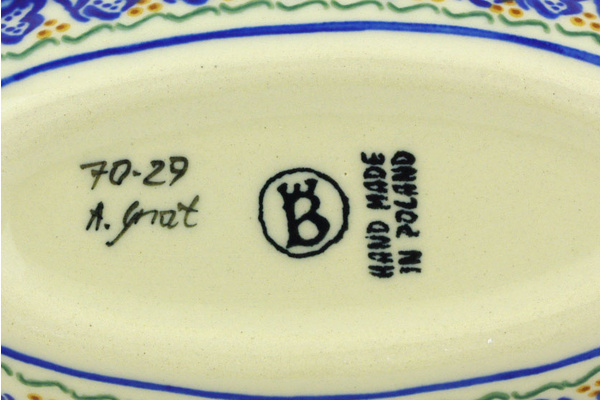 70-29
A. Gnat
B
HAND MADE
IN POLAND